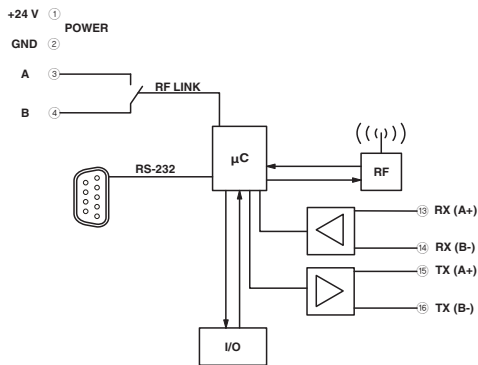 +24 V 1
POWER
GND 2
A 3
RF LINK
B 4
µC
RS-232
RF
13 RX (A+)
14 RX (B-)
15 TX (A+)
16 TX (B-)
I/O